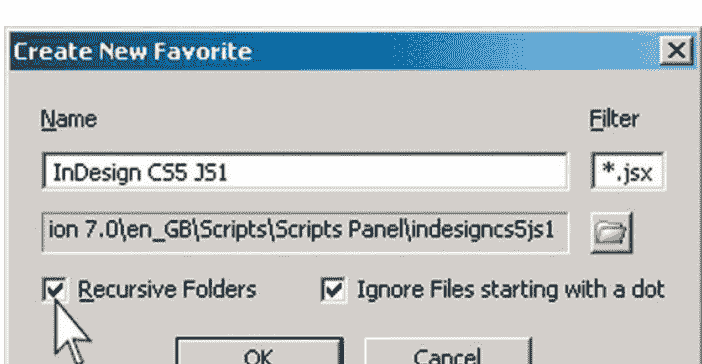 Create New Favorite
Name Filter
InDesign CS5 JS1 *.jsx
ion 7.0\en_GB\Scripts\Scripts Panel\indesigncs5js1
Recursive Folders Ignore Files starting with a dot
OK Cancel